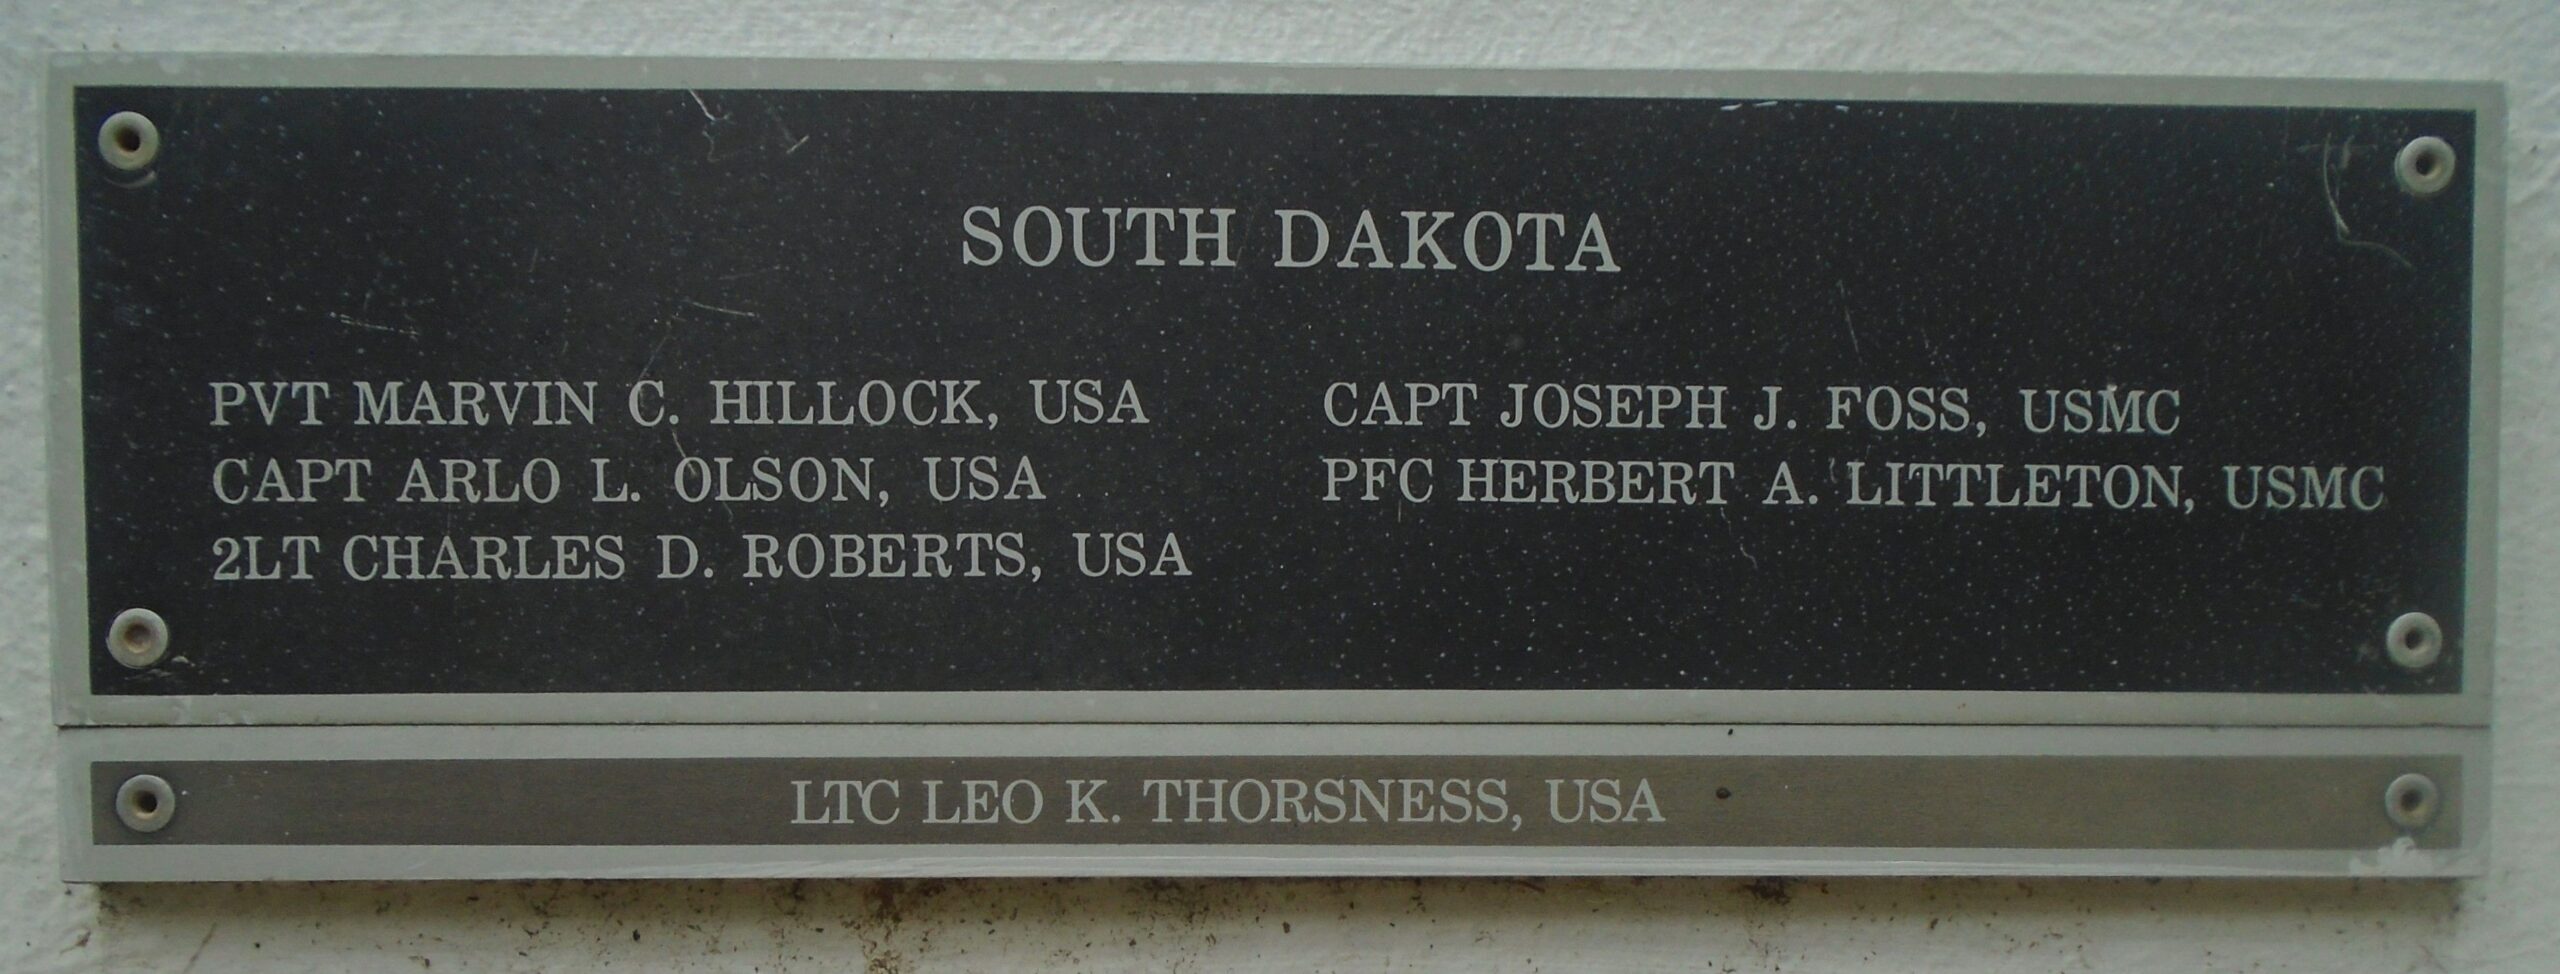 SOUTH DAKOTA
PVT MARVIN C. HILLOCK, USA
CAPT ARLO L. OLSON, USA
2LT CHARLES D. ROBERTS, USA
CAPT JOSEPH J. FOSS, USMC
PFC HERBERT A. LITTLETON, USMC
LTC LEO K. THORSNESS, USA